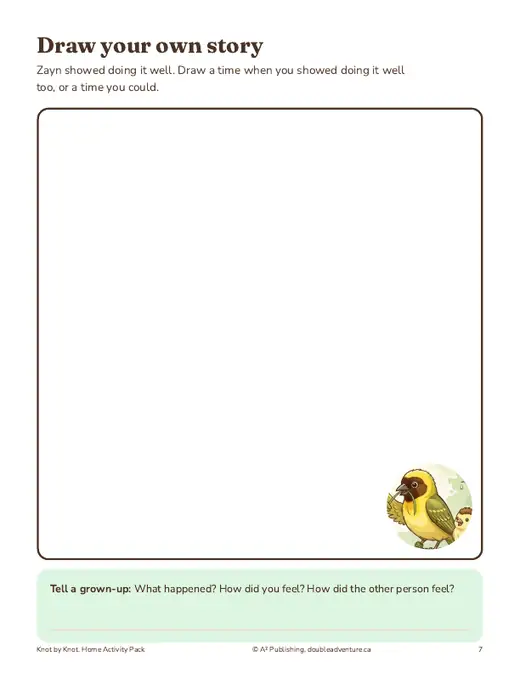 Draw your own story
Zayn showed doing it well. Draw a time when you showed doing it well
too, or a time you could.
Tell a grown-up: What happened? How did you feel? How did the other person feel?
Knot by Knot. Home Activity Pack
© A² Publishing, doubleadventure.ca
7